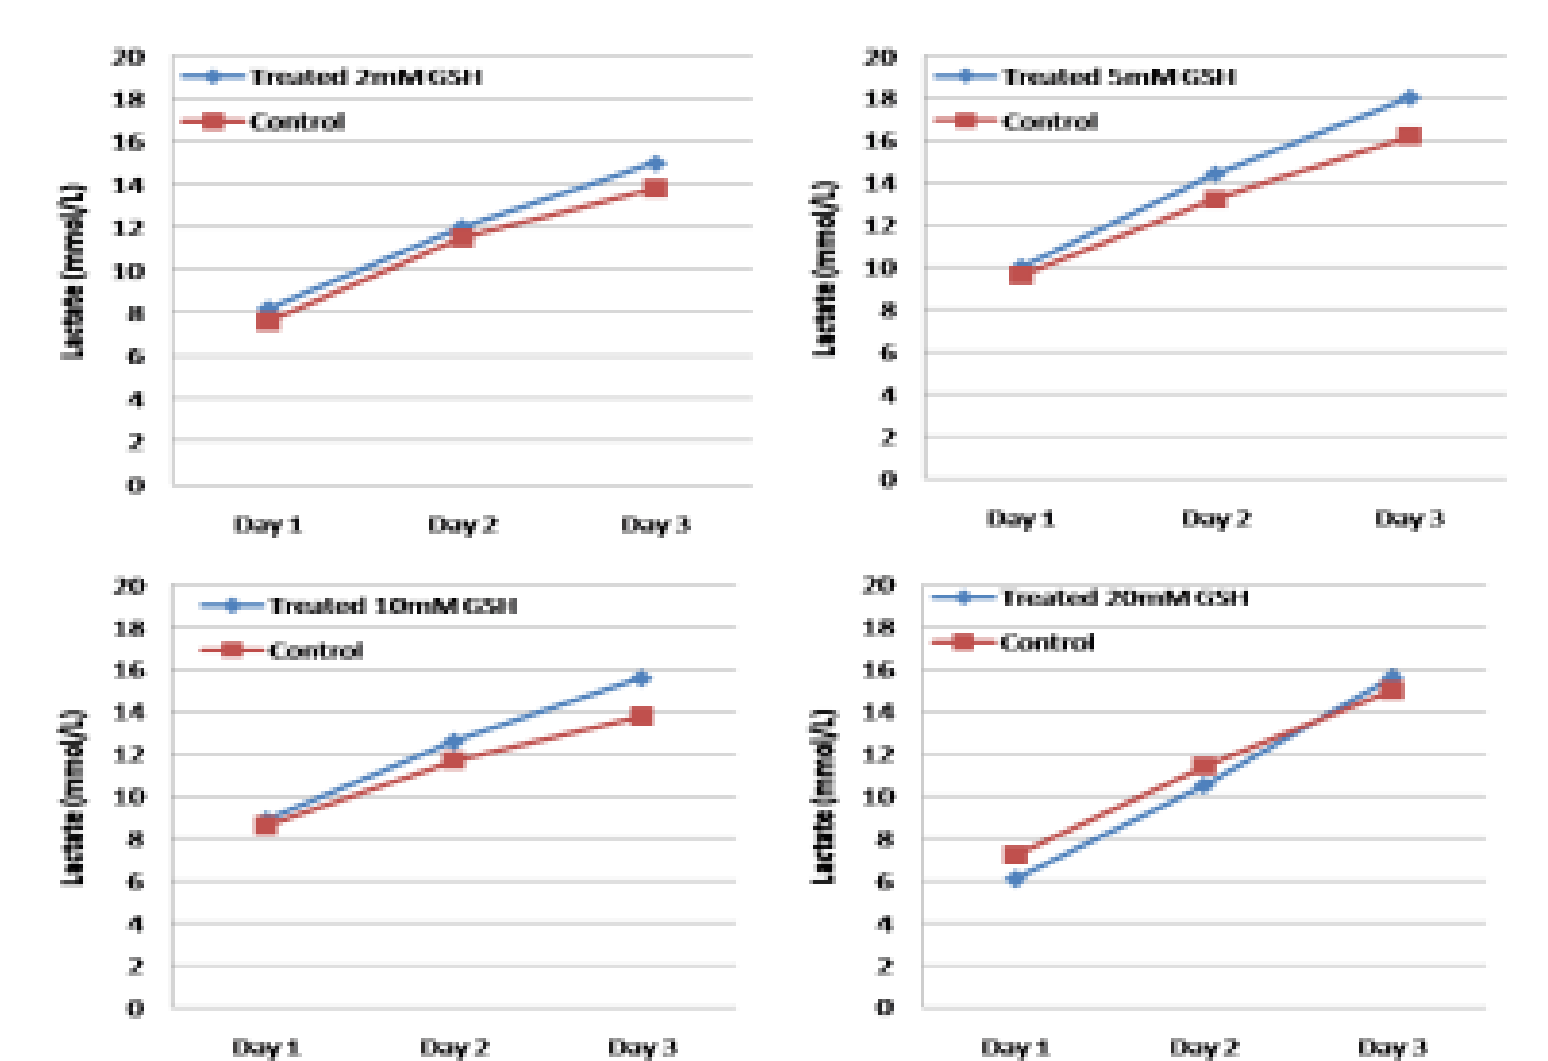 20
18
16
14
12
10
8
6
4
2
0
Lactate (mmol/L)
Treated 2mM GSH
Control
Day 1 Day 2 Day 3
20
18
16
14
12
10
8
6
4
2
0
Lactate (mmol/L)
Treated 5mM GSH
Control
Day 1 Day 2 Day 3
20
18
16
14
12
10
8
6
4
2
0
Lactate (mmol/L)
Treated 10mM GSH
Control
Day 1 Day 2 Day 3
20
18
16
14
12
10
8
6
4
2
0
Lactate (mmol/L)
Treated 20mM GSH
Control
Day 1 Day 2 Day 3